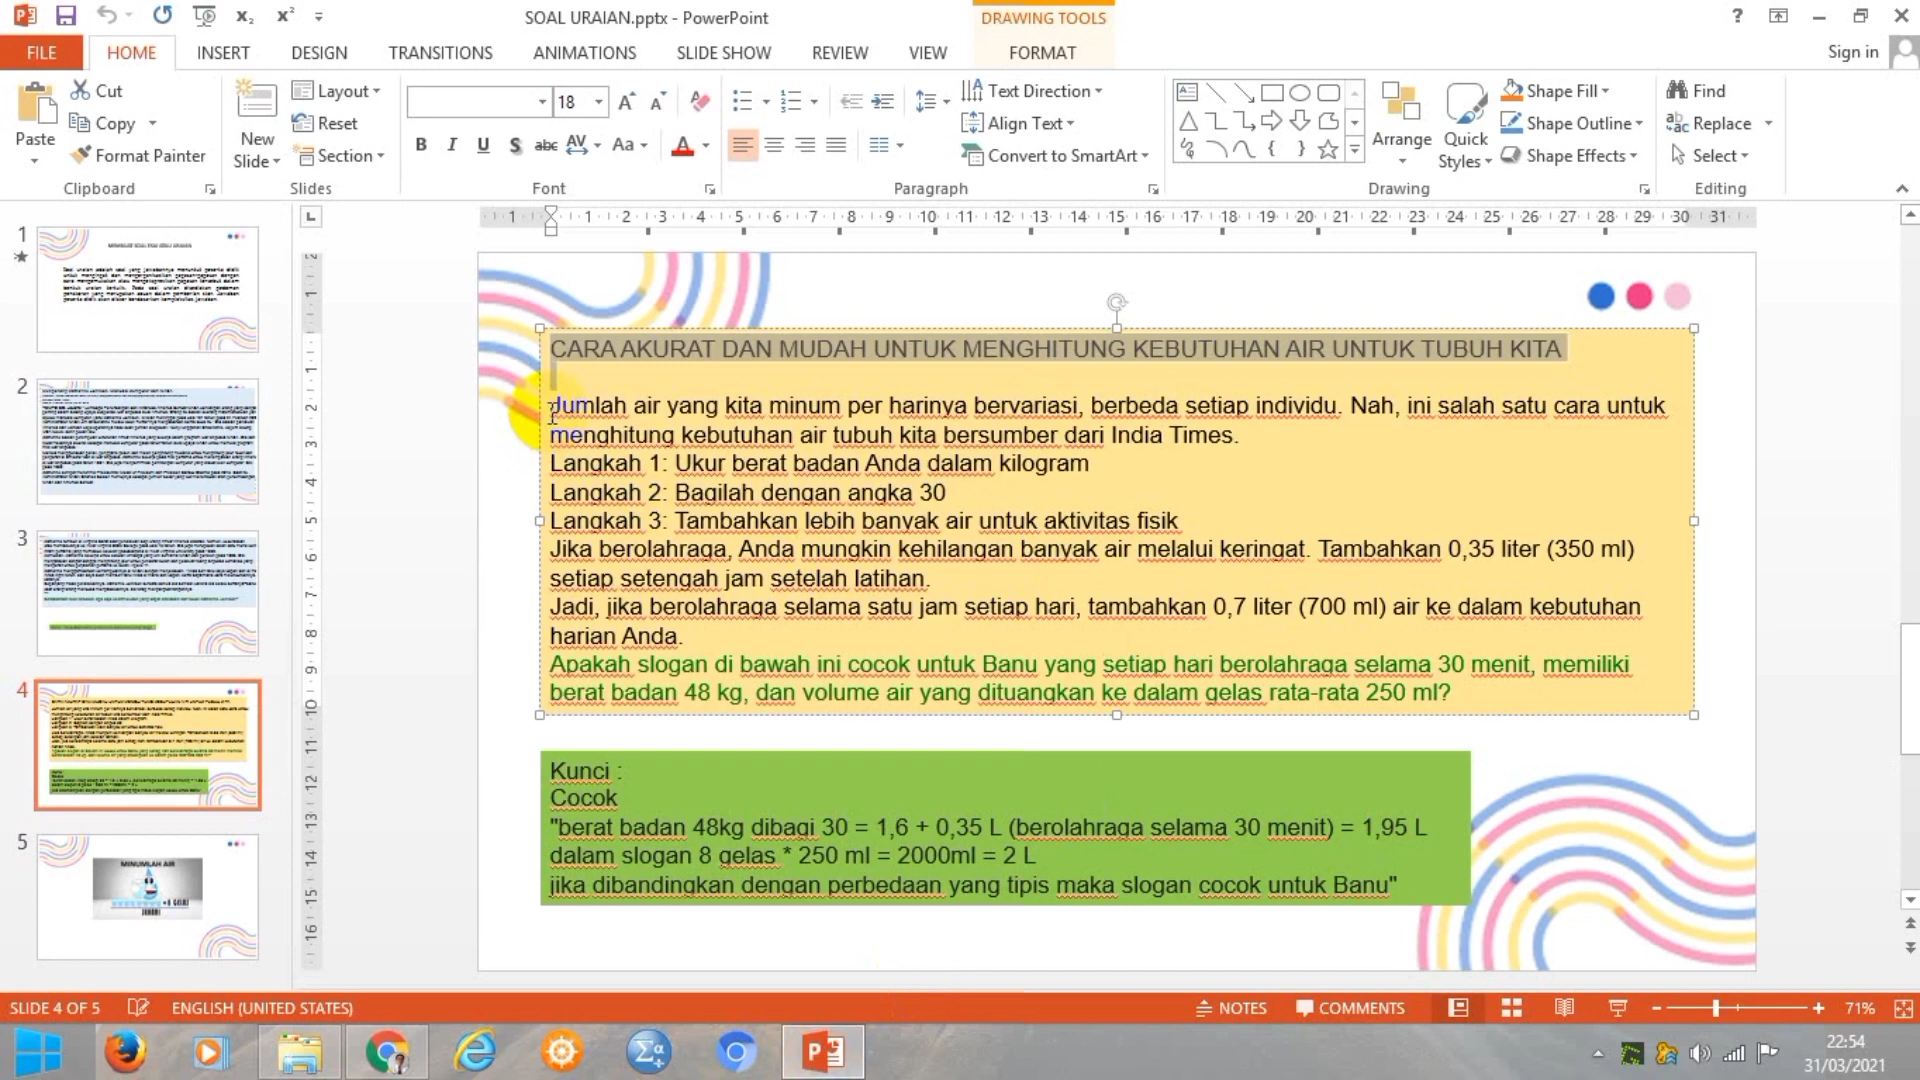 SOAL URAIAN.pptx - PowerPoint
DRAWING TOOLS
FILE HOME INSERT DESIGN TRANSITIONS ANIMATIONS SLIDE SHOW REVIEW VIEW FORMAT
Sign in
Paste
Cut
Copy
Format Painter
Clipboard
New Slide
Layout
Reset
Section
Slides
18
Font
Text Direction
Align Text
Convert to SmartArt
Paragraph
Arrange
Quick Styles
Shape Fill
Shape Outline
Shape Effects
Drawing
Find
Replace
Select
Editing
1
2
3
4
5
MINUMLAH AIR
CARA AKURAT DAN MUDAH UNTUK MENGHITUNG KEBUTUHAN AIR UNTUK TUBUH KITA
Jumlah air yang kita minum per harinya bervariasi, berbeda setiap individu. Nah, ini salah satu cara untuk
menghitung kebutuhan air tubuh kita bersumber dari India Times.
Langkah 1: Ukur berat badan Anda dalam kilogram
Langkah 2: Bagilah dengan angka 30
Langkah 3: Tambahkan lebih banyak air untuk aktivitas fisik
Jika berolahraga, Anda mungkin kehilangan banyak air melalui keringat. Tambahkan 0,35 liter (350 ml)
setiap setengah jam setelah latihan.
Jadi, jika berolahraga selama satu jam setiap hari, tambahkan 0,7 liter (700 ml) air ke dalam kebutuhan
harian Anda.
Apakah slogan di bawah ini cocok untuk Banu yang setiap hari berolahraga selama 30 menit, memiliki
berat badan 48 kg, dan volume air yang dituangkan ke dalam gelas rata-rata 250 ml?
Kunci :
Cocok
"berat badan 48kg dibagi 30 = 1,6 + 0,35 L (berolahraga selama 30 menit) = 1,95 L
dalam slogan 8 gelas * 250 ml = 2000ml = 2 L
jika dibandingkan dengan perbedaan yang tipis maka slogan cocok untuk Banu"
SLIDE 4 OF 5
ENGLISH (UNITED STATES)
NOTES
COMMENTS
71%
22:54
31/03/2021